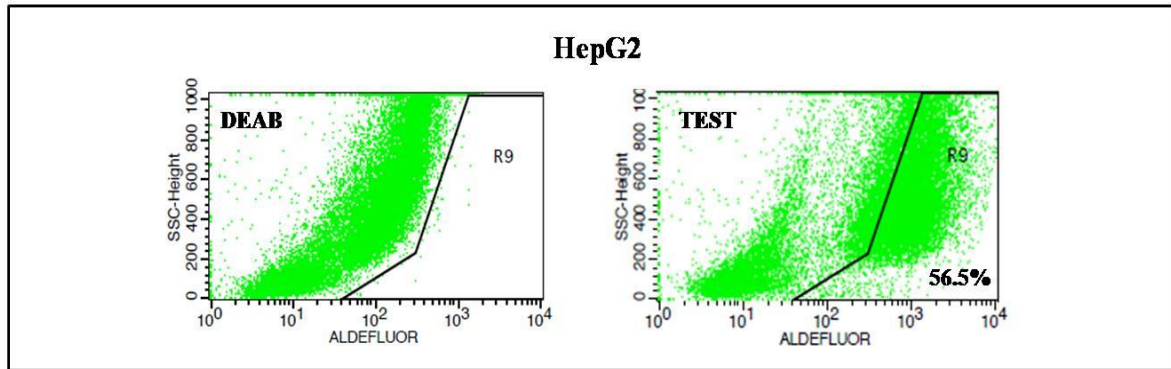 HepG2
DEAB
R9
SSC-Height
1000
800
600
400
200
0
10^0 10^1 10^2 10^3 10^4
ALDEFLUOR
TEST
R9
56.5%
SSC-Height
100
800
600
400
200
0
10^0 10^1 10^2 10^3 10^4
ALDEFLUOR